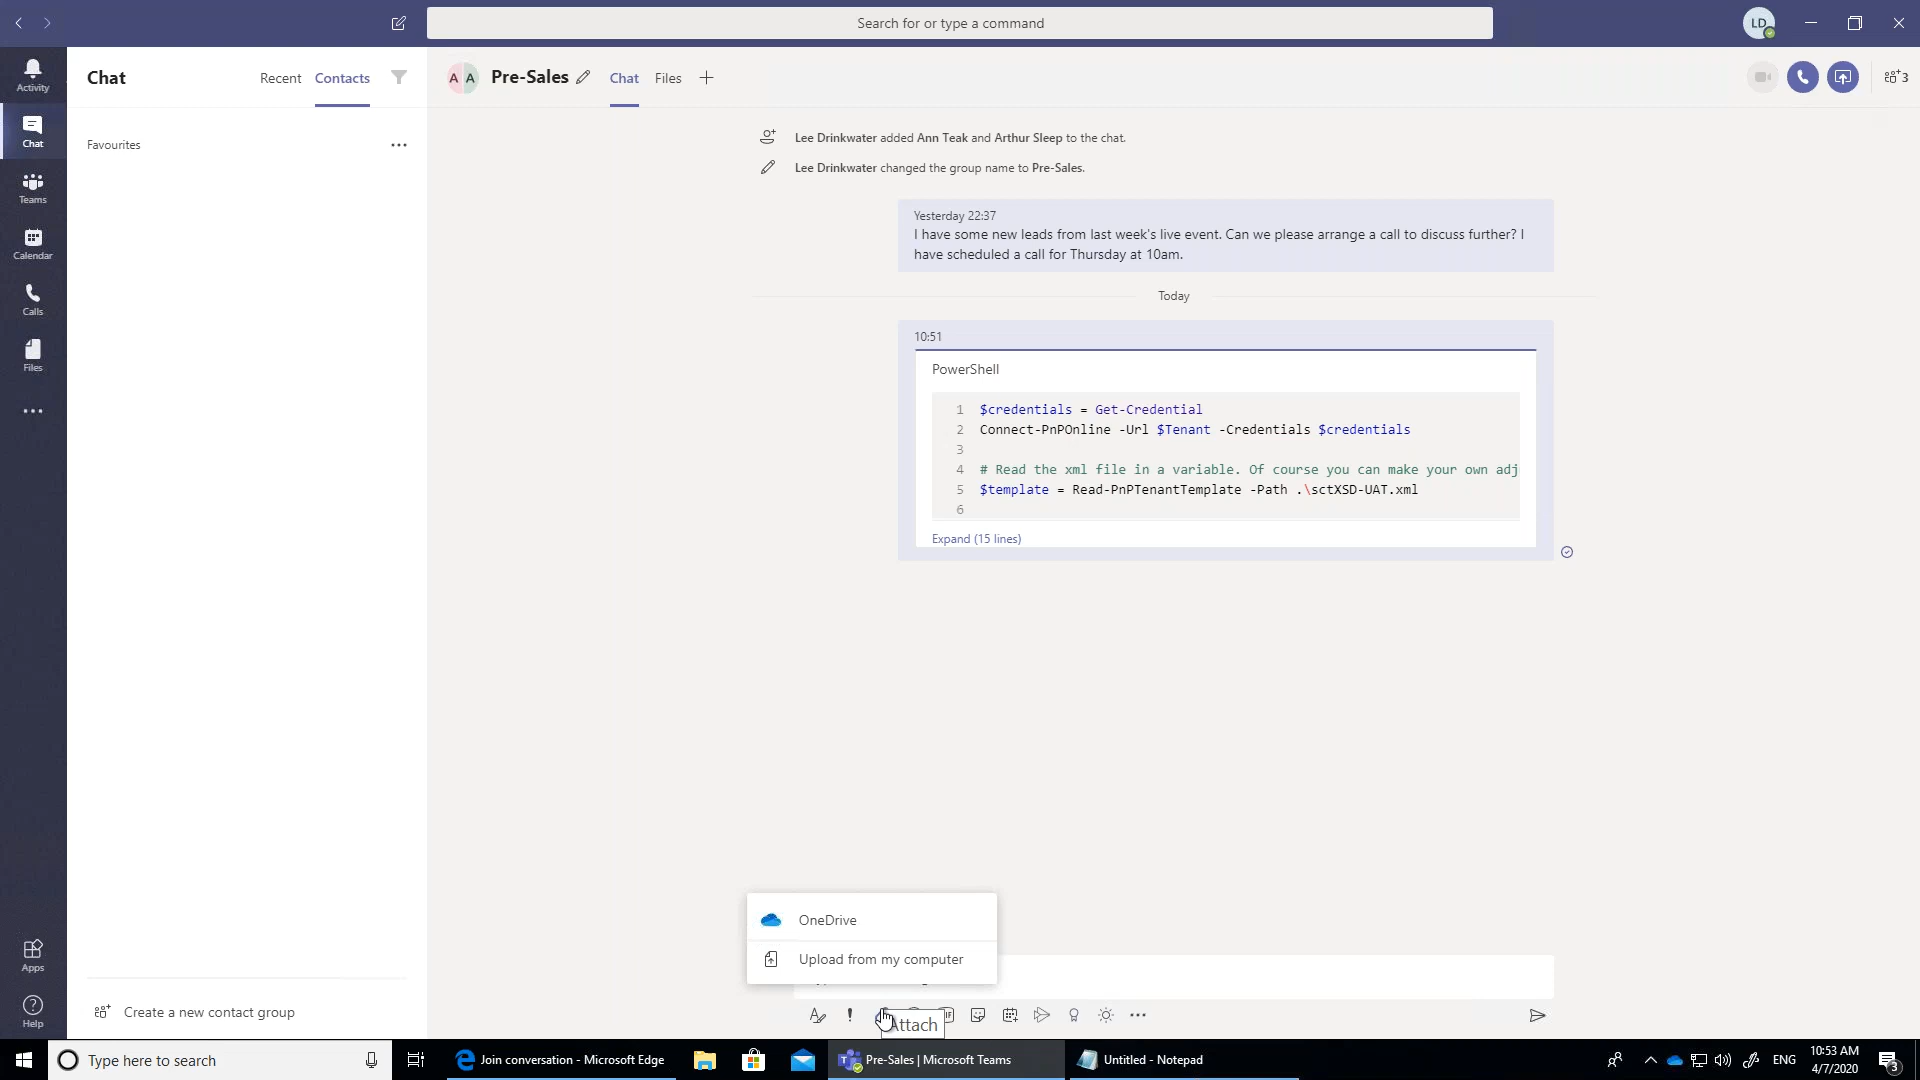 Search for or type a command
LD
Activity
Chat
Teams
Calendar
Calls
Files
Apps
Help
Chat
Recent
Contacts
Favourites
Create a new contact group
A A
Pre-Sales
Chat
Files
3
Lee Drinkwater added Ann Teak and Arthur Sleep to the chat.
Lee Drinkwater changed the group name to Pre-Sales.
Yesterday 22:37
I have some new leads from last week's live event. Can we please arrange a call to discuss further? I
have scheduled a call for Thursday at 10am.
Today
10:51
PowerShell
1 $credentials = Get-Credential
2 Connect-PnPOnline -Url $Tenant -Credentials $credentials
3
4 # Read the xml file in a variable. Of course you can make your own adj
5 $template = Read-PnPTenantTemplate -Path .\sctXSD-UAT.xml
6
Expand (15 lines)
OneDrive
Upload from my computer
Attach
Type here to search
Join conversation - Microsoft Edge
Pre-Sales | Microsoft Teams
Untitled - Notepad
ENG
10:53 AM
4/7/2020
3